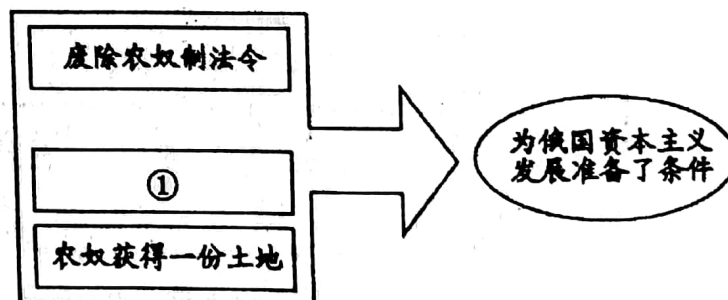 废除农奴制法令
①
农奴获得一份土地
为俄国资本主义
发展准备了条件